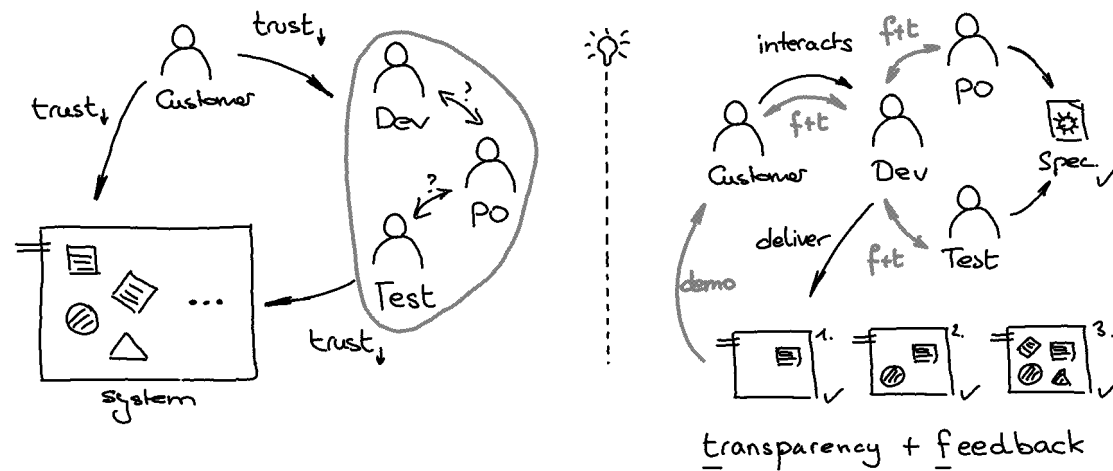 trust↓
Customer
trust↓
?
Dev
?
PO
Test
trust↓
...
system
interacts
f+t
PO
f+t
Customer
Dev
Spec.
deliver
f+t
Test
demo
1.
2.
3.
transparency + feedback